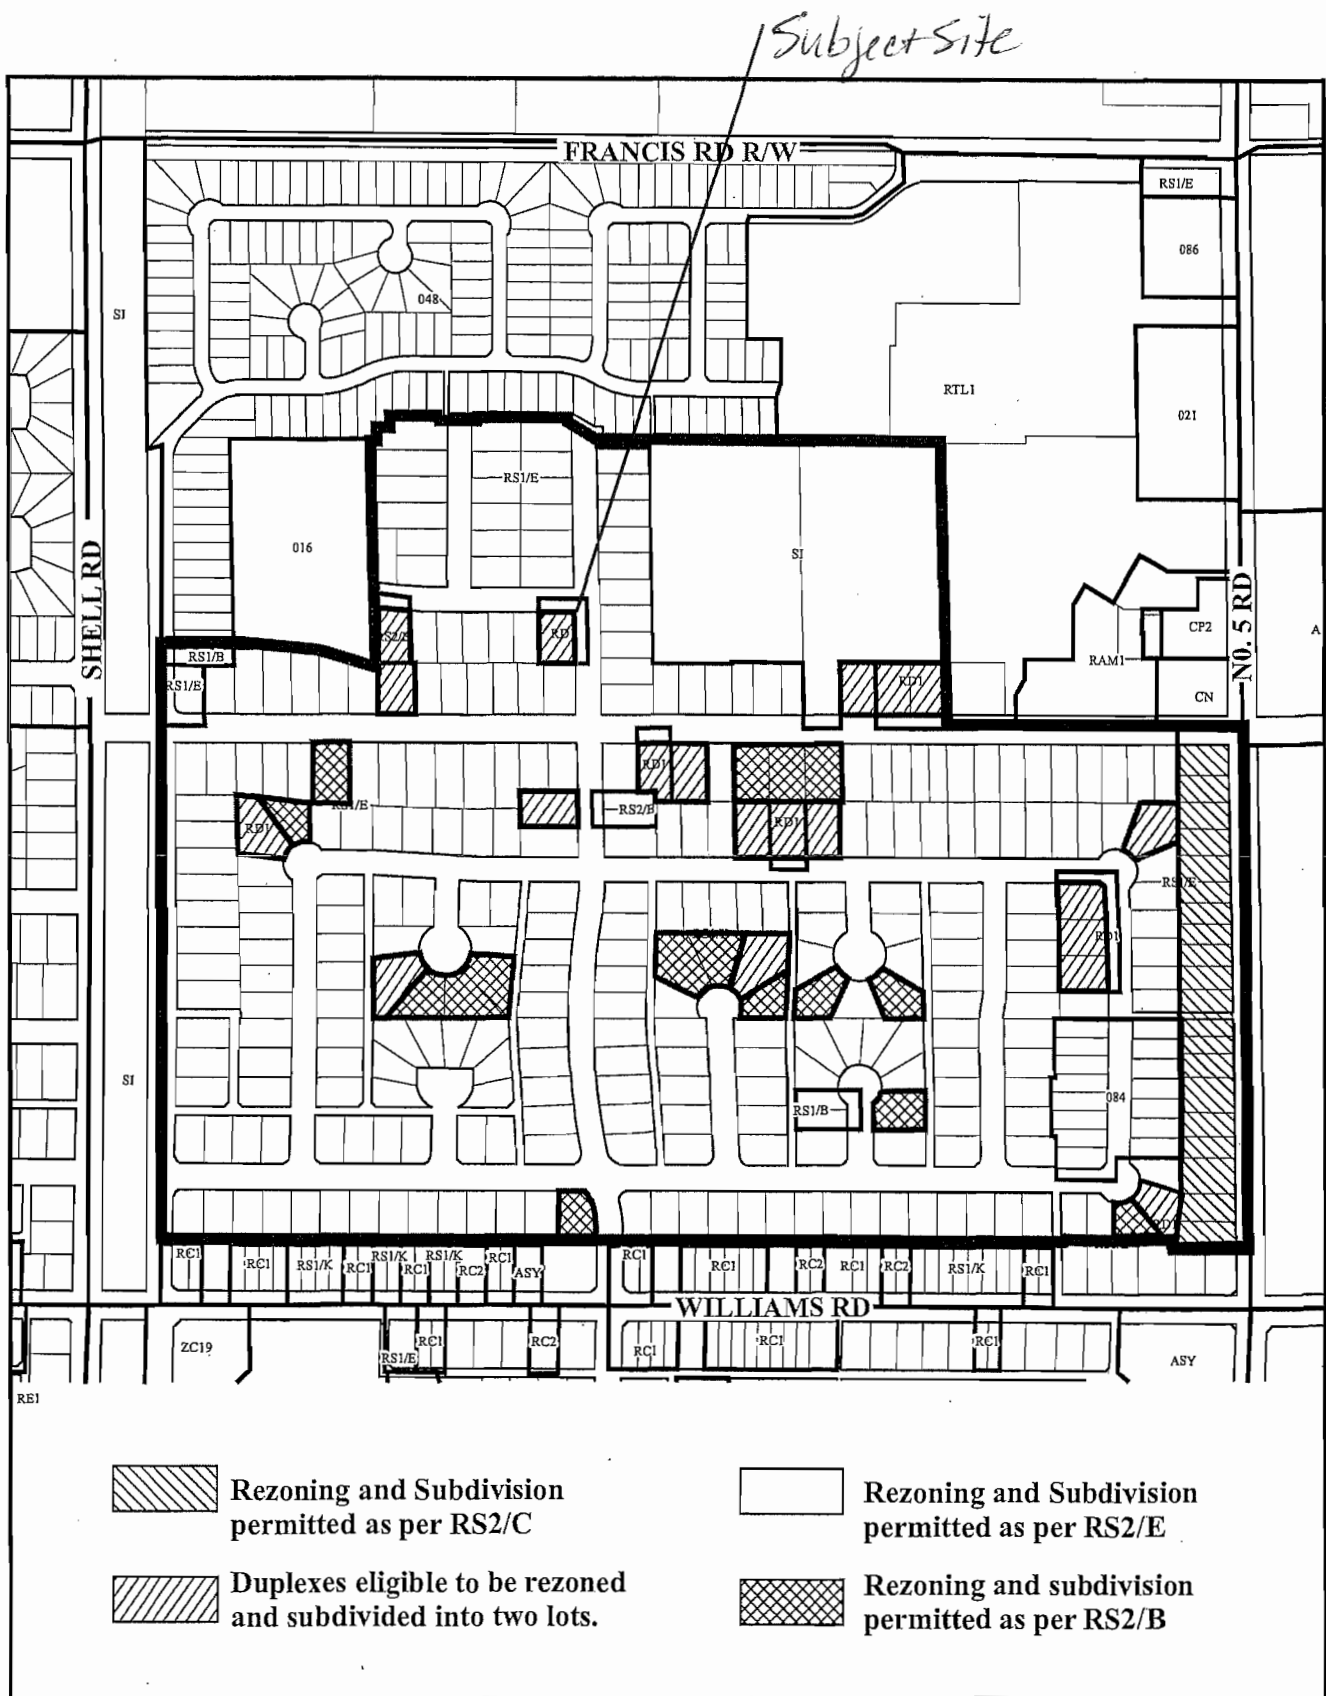 Subject Site
FRANCIS RD R/W
RS1/E
086
048
SI
RTL1
021
RS1/E
016
SI
SHELL RD
NO. 5 RD
CP2
A
RD
RAM1
RS1/B
RS1/E
RD1
CN
RD1
RS1/E
RS2/B
RD1
RD1
RS1/E
RD1
SI
084
RS1/B
RD1
RC1
RC1
RS1/K
RC1
RS1/K
RC1
RS1/K
RC2
RC1
ASY
RC1
RC1
RC2
RC1
RC2
RS1/K
RC1
WILLIAMS RD
ZC19
RS1/E
RC1
RC2
RC1
RC1
RC1
ASY
RE1
Rezoning and Subdivision
permitted as per RS2/C
Rezoning and Subdivision
permitted as per RS2/E
Duplexes eligible to be rezoned
and subdivided into two lots.
Rezoning and subdivision
permitted as per RS2/B